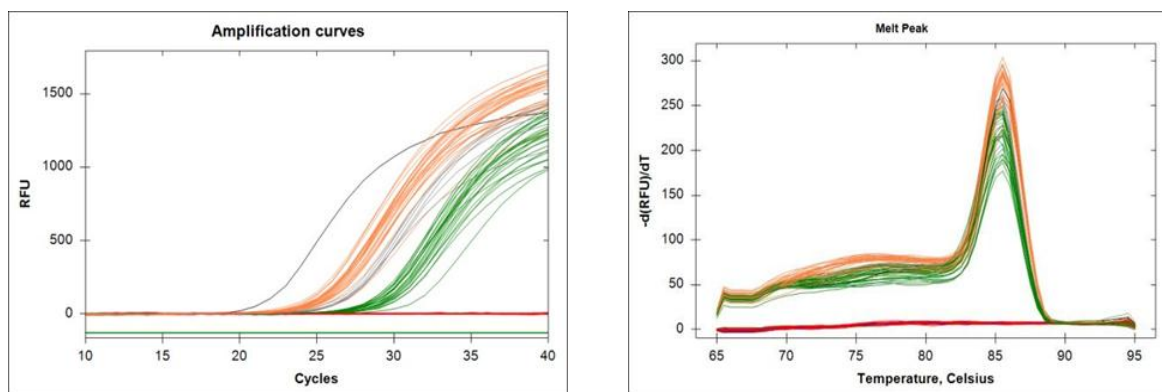 Amplification curves
RFU
1500
1000
500
0
10 15 20 25 30 35 40
Cycles
Melt Peak
-d(RFU)/dT
300
250
200
150
100
50
0
65 70 75 80 85 90 95
Temperature, Celsius